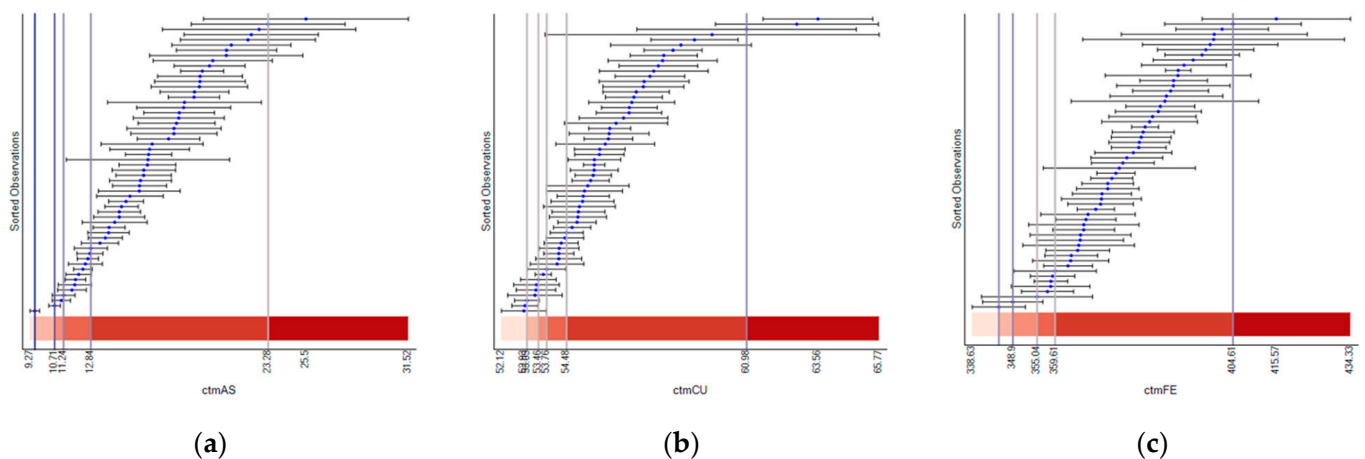 Sorted Observations
9.27
10.71
11.24
12.84
23.28
25.5
31.52
ctmAS
(a)
Sorted Observations
52.12
53.46
53.76
54.48
60.98
63.56
65.77
ctmCU
(b)
Sorted Observations
338.63
348.9
355.04
359.61
404.61
415.57
434.33
ctmFE
(c)